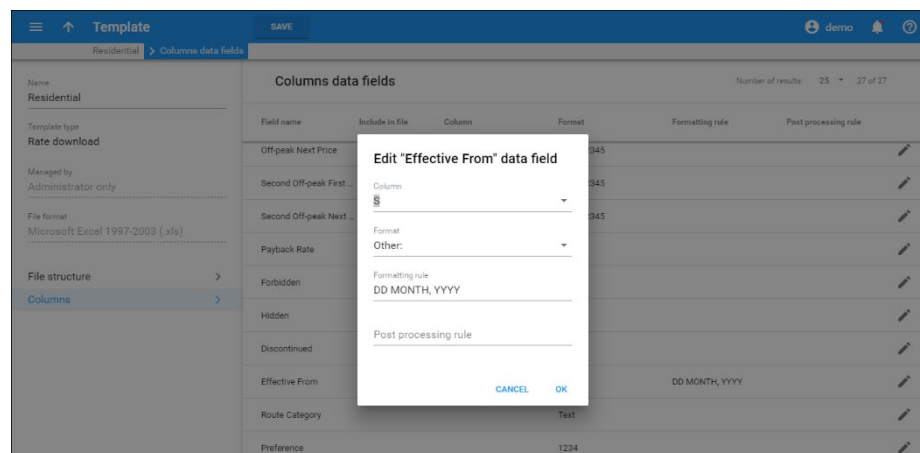 Template
SAVE
demo
Residential > Columns data fields
Name
Residential
Template type
Rate download
Managed by
Administrator only
File format
Microsoft Excel 1997-2003 (.xls)
File structure
Columns
Columns data fields
Number of results: 25 27 of 27
Field name Include in file Column Format Formatting rule Post processing rule
Off-peak Next Price 2345
Second Off-peak First ... 2345
Second Off-peak Next ... 2345
Payback Rate
Forbidden
Hidden
Discontinued
Effective From DD MONTH, YYYY
Route Category Text
Preference 1234
Edit "Effective From" data field
Column
S
Format
Other:
Formatting rule
DD MONTH, YYYY
Post processing rule
CANCEL OK